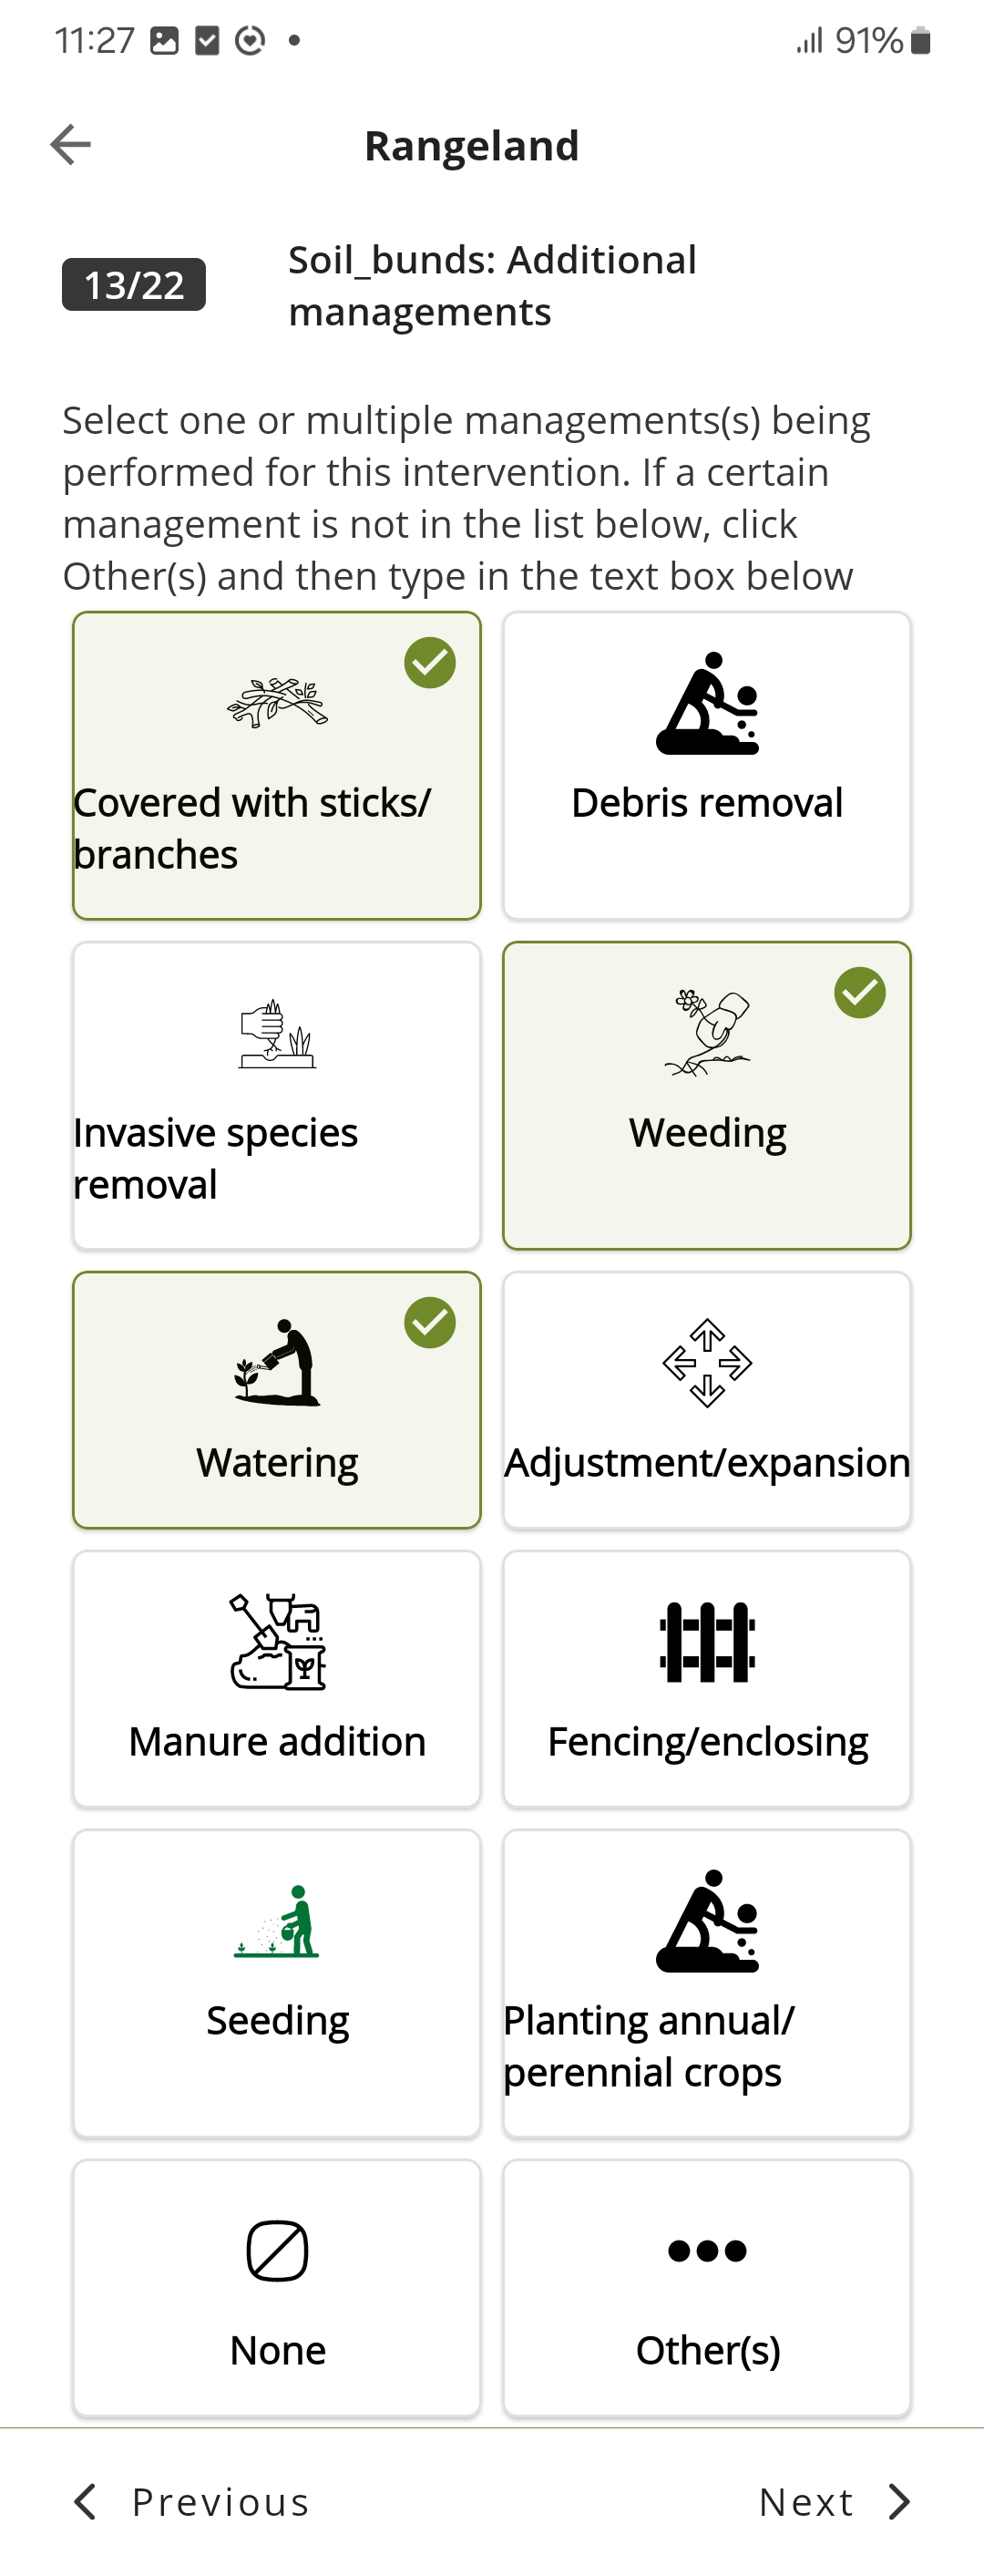 11:27
91%
Rangeland
13/22
Soil_bunds: Additional
managements
Select one or multiple managements(s) being
performed for this intervention. If a certain
management is not in the list below, click
Other(s) and then type in the text box below
Covered with sticks/
branches
Debris removal
Invasive species
removal
Weeding
Watering
Adjustment/expansion
Manure addition
Fencing/enclosing
Seeding
Planting annual/
perennial crops
None
Other(s)
Previous
Next